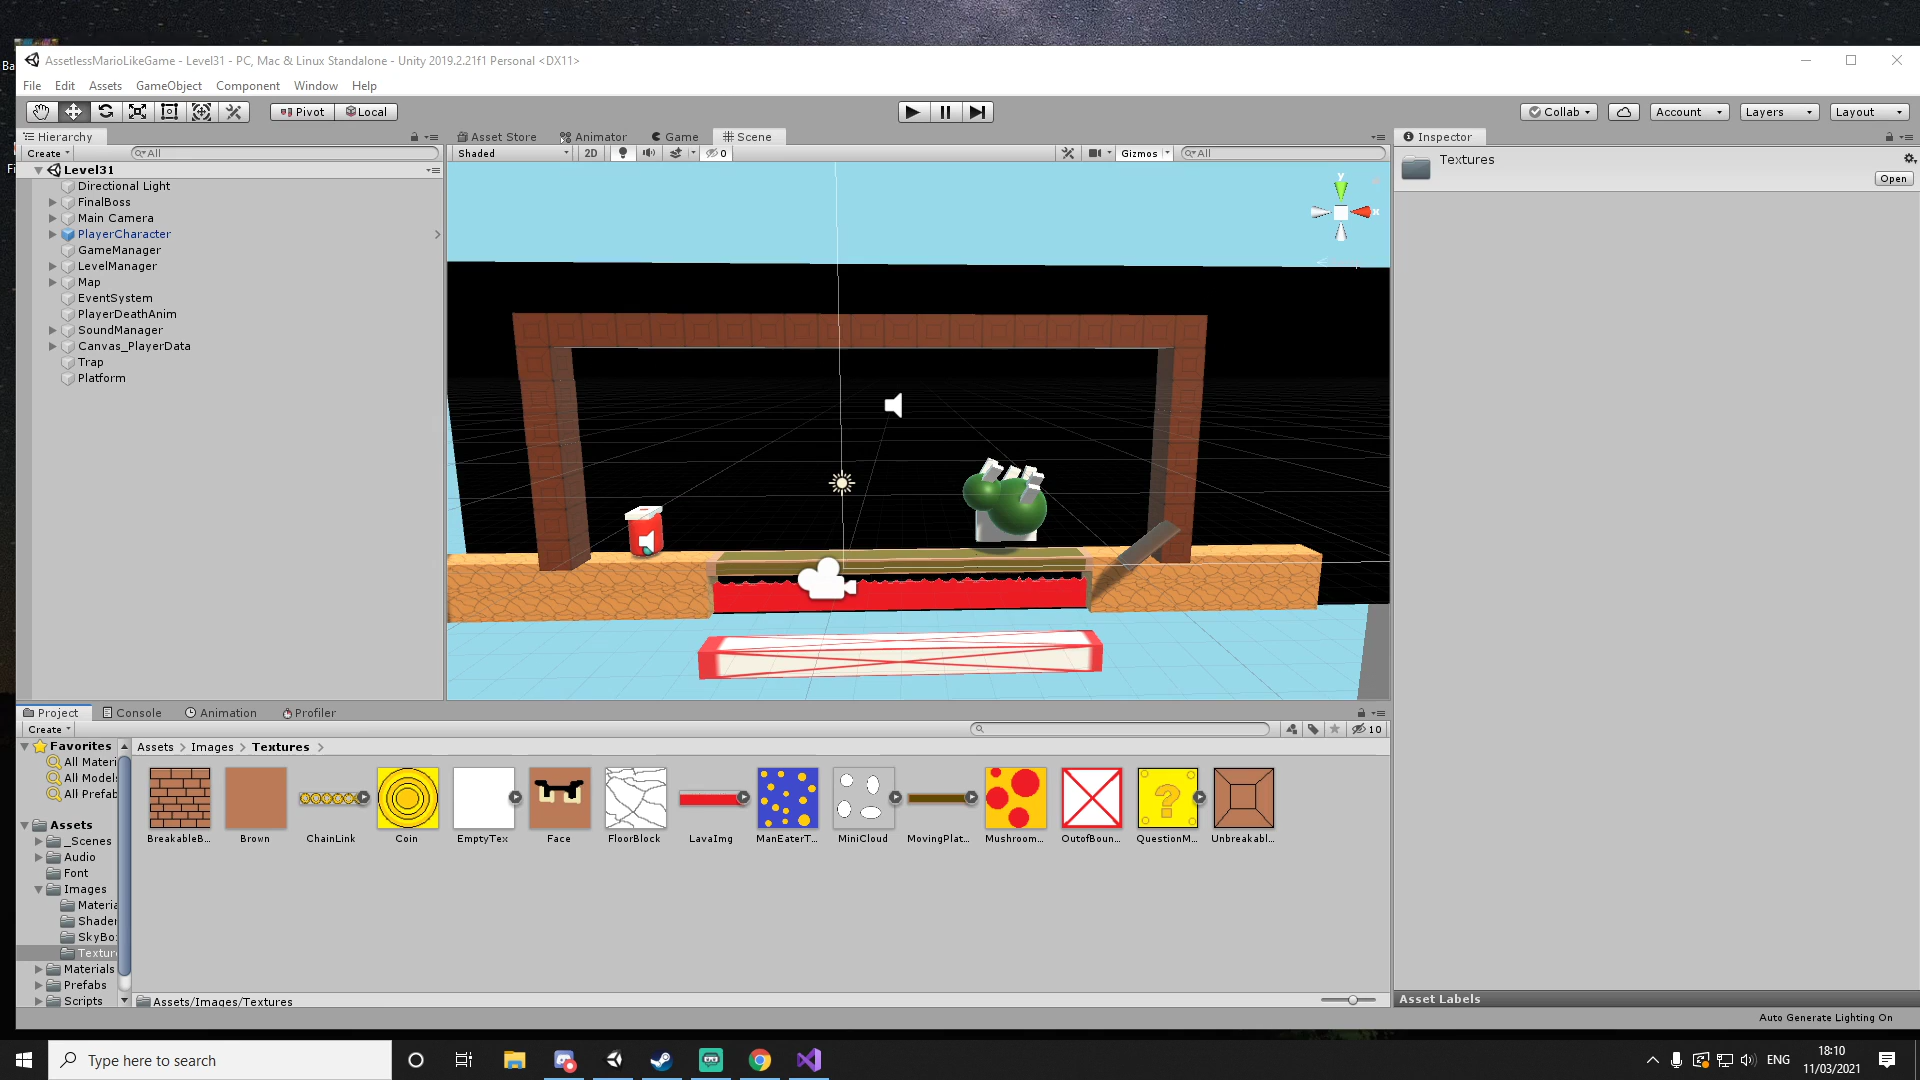 AssetlessMarioLikeGame - Level31 - PC, Mac & Linux Standalone - Unity 2019.2.21f1 Personal <DX11>
File Edit Assets GameObject Component Window Help
Pivot Local Collab Account Layers Layout
Hierarchy
Create All
Level31
Directional Light
FinalBoss
Main Camera
PlayerCharacter
GameManager
LevelManager
Map
EventSystem
PlayerDeathAnim
SoundManager
Canvas_PlayerData
Trap
Platform
Asset Store Animator Game Scene
Shaded 2D 0 Gizmos All
y
x
Inspector
Textures
Open
Project Console Animation Profiler
Create 10
Favorites
All Materi
All Models
All Prefab
Assets
_Scenes
Audio
Font
Images
Materia
Shader
SkyBo
Textur
Materials
Prefabs
Scripts
Assets > Images > Textures >
BreakableB... Brown ChainLink Coin EmptyTex Face FloorBlock LavaImg ManEaterT... MiniCloud MovingPlat... Mushroom... OutofBoun... QuestionM... Unbreakabl...
Assets/Images/Textures
Asset Labels
Auto Generate Lighting On
Type here to search
ENG
18:10
11/03/2021